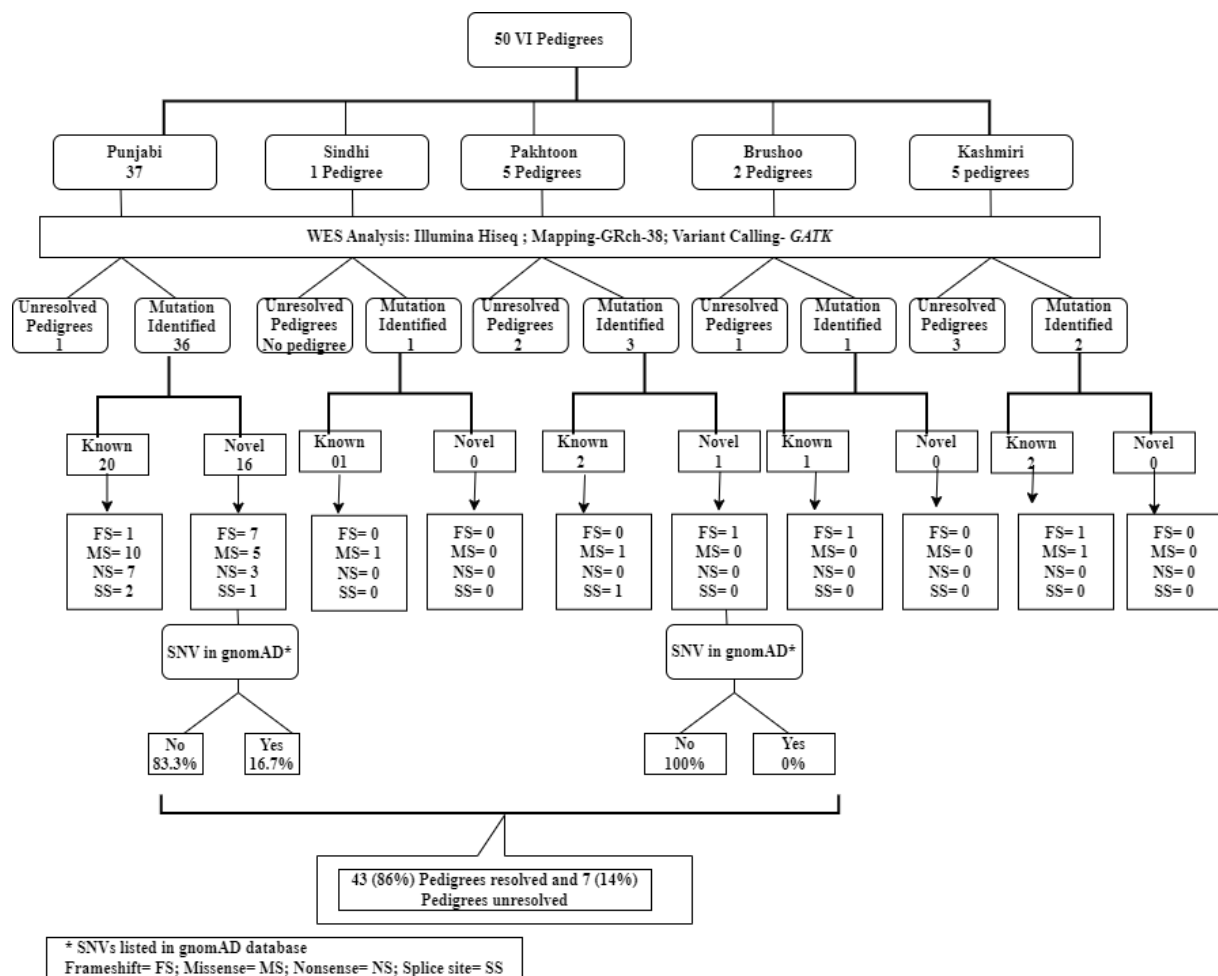 50 VI Pedigrees
Punjabi
37
Sindhi
1 Pedigree
Pakhtoon
5 Pedigrees
Brushoo
2 Pedigrees
Kashmiri
5 pedigrees
WES Analysis: Illumina Hiseq ; Mapping-GRch-38; Variant Calling- GATK
Unresolved
Pedigrees
1
Mutation
Identified
36
Unresolved
Pedigrees
No pedigree
Mutation
Identified
1
Unresolved
Pedigrees
2
Mutation
Identified
3
Unresolved
Pedigrees
1
Mutation
Identified
1
Unresolved
Pedigrees
3
Mutation
Identified
2
Known
20
Novel
16
Known
01
Novel
0
Known
2
Novel
1
Known
1
Novel
0
Known
2
Novel
0
FS= 1
MS= 10
NS= 7
SS= 2
FS= 7
MS= 5
NS= 3
SS= 1
FS= 0
MS= 1
NS= 0
SS= 0
FS= 0
MS= 0
NS= 0
SS= 0
FS= 0
MS= 1
NS= 0
SS= 1
FS= 1
MS= 0
NS= 0
SS= 0
FS= 1
MS= 0
NS= 0
SS= 0
FS= 0
MS= 0
NS= 0
SS= 0
FS= 1
MS= 1
NS= 0
SS= 0
FS= 0
MS= 0
NS= 0
SS= 0
SNV in gnomAD*
SNV in gnomAD*
No
83.3%
Yes
16.7%
No
100%
Yes
0%
43 (86%) Pedigrees resolved and 7 (14%)
Pedigrees unresolved
* SNVs listed in gnomAD database
Frameshift= FS; Missense= MS; Nonsense= NS; Splice site= SS